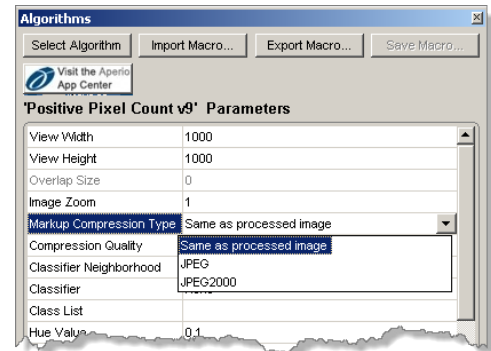 Algorithms
Select Algorithm Import Macro... Export Macro... Save Macro...
Visit the Aperio
App Center
'Positive Pixel Count v9' Parameters
View Width 1000
View Height 1000
Overlap Size 0
Image Zoom 1
Markup Compression Type Same as processed image
Compression Quality Same as processed image
Classifier Neighborhood JPEG
Classifier JPEG2000
Class List
Hue Value 0.1